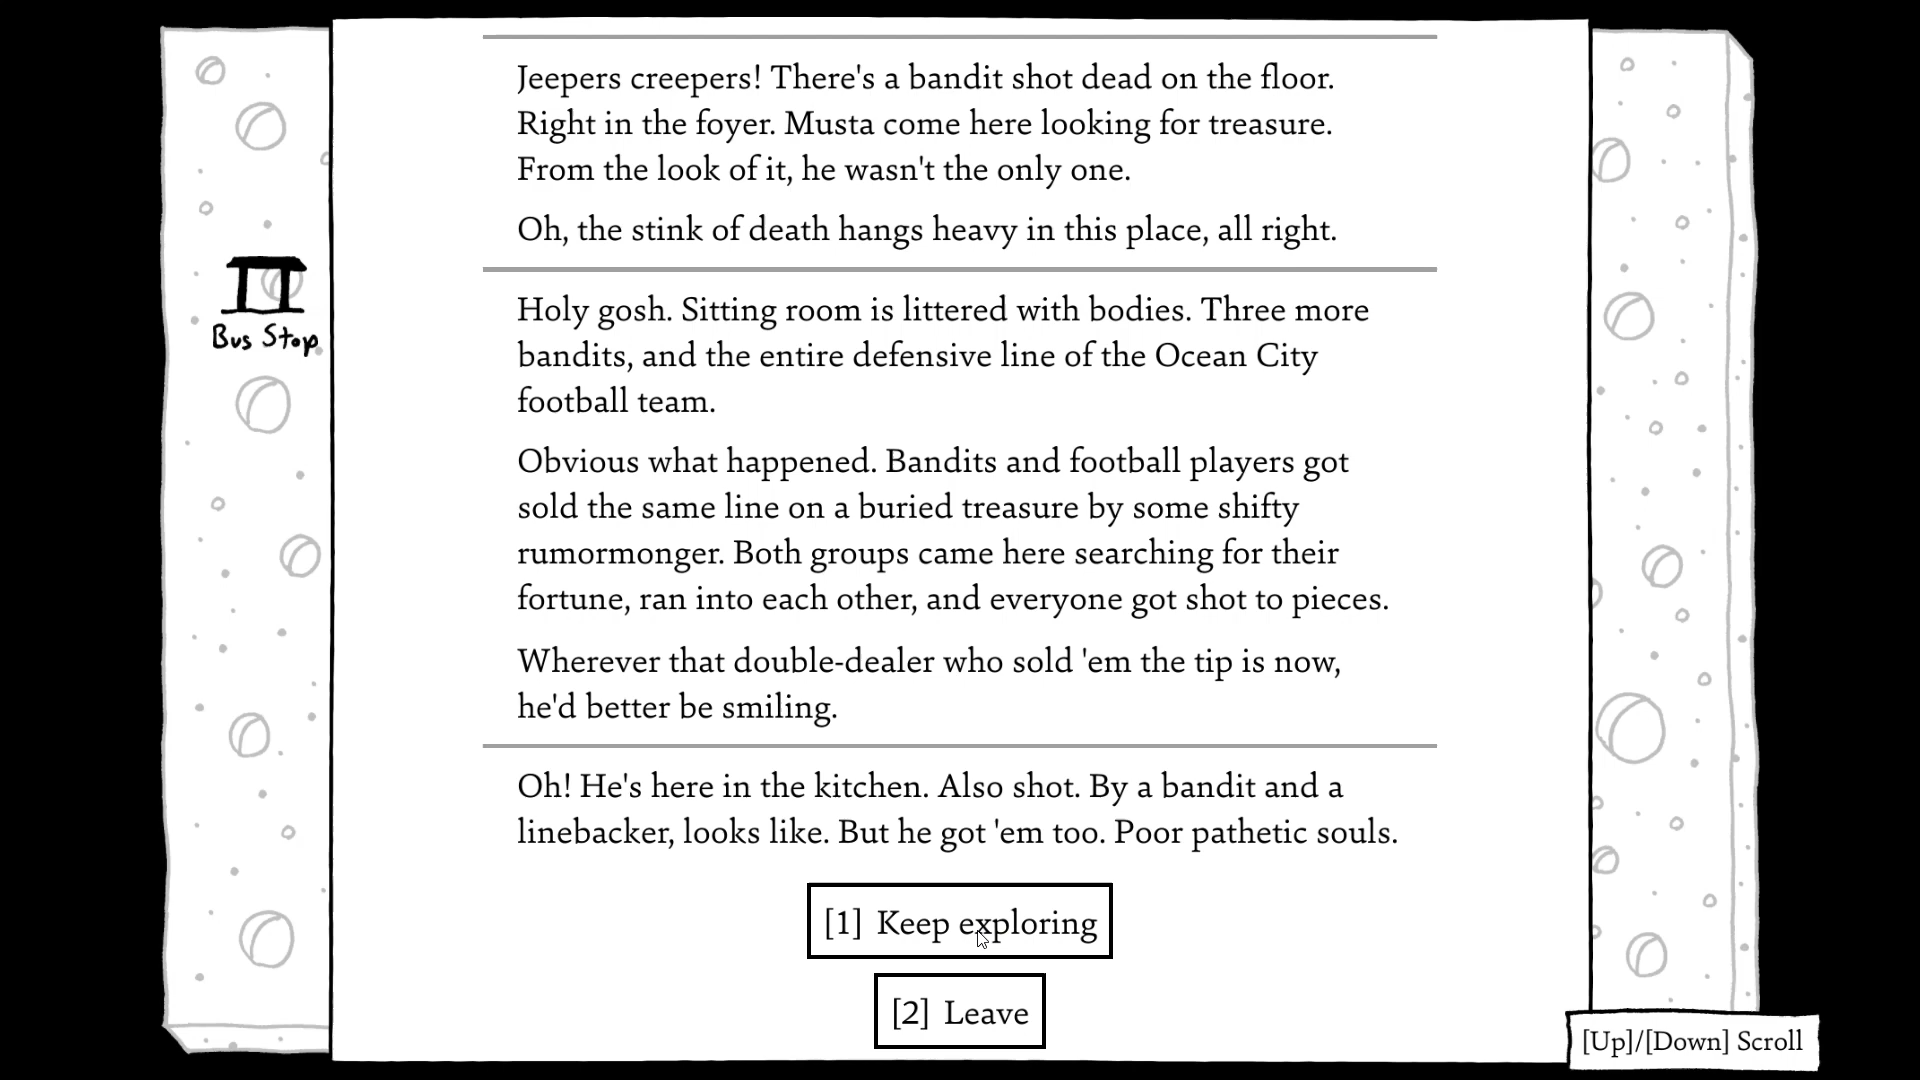 Jeepers creepers! There's a bandit shot dead on the floor.
Right in the foyer. Musta come here looking for treasure.
From the look of it, he wasn't the only one.
Oh, the stink of death hangs heavy in this place, all right.
Holy gosh. Sitting room is littered with bodies. Three more
bandits, and the entire defensive line of the Ocean City
football team.
Obvious what happened. Bandits and football players got
sold the same line on a buried treasure by some shifty
rumormonger. Both groups came here searching for their
fortune, ran into each other, and everyone got shot to pieces.
Wherever that double-dealer who sold 'em the tip is now,
he'd better be smiling.
Oh! He's here in the kitchen. Also shot. By a bandit and a
linebacker, looks like. But he got 'em too. Poor pathetic souls.
[1] Keep exploring
[2] Leave
Bus Stop
[Up]/[Down] Scroll